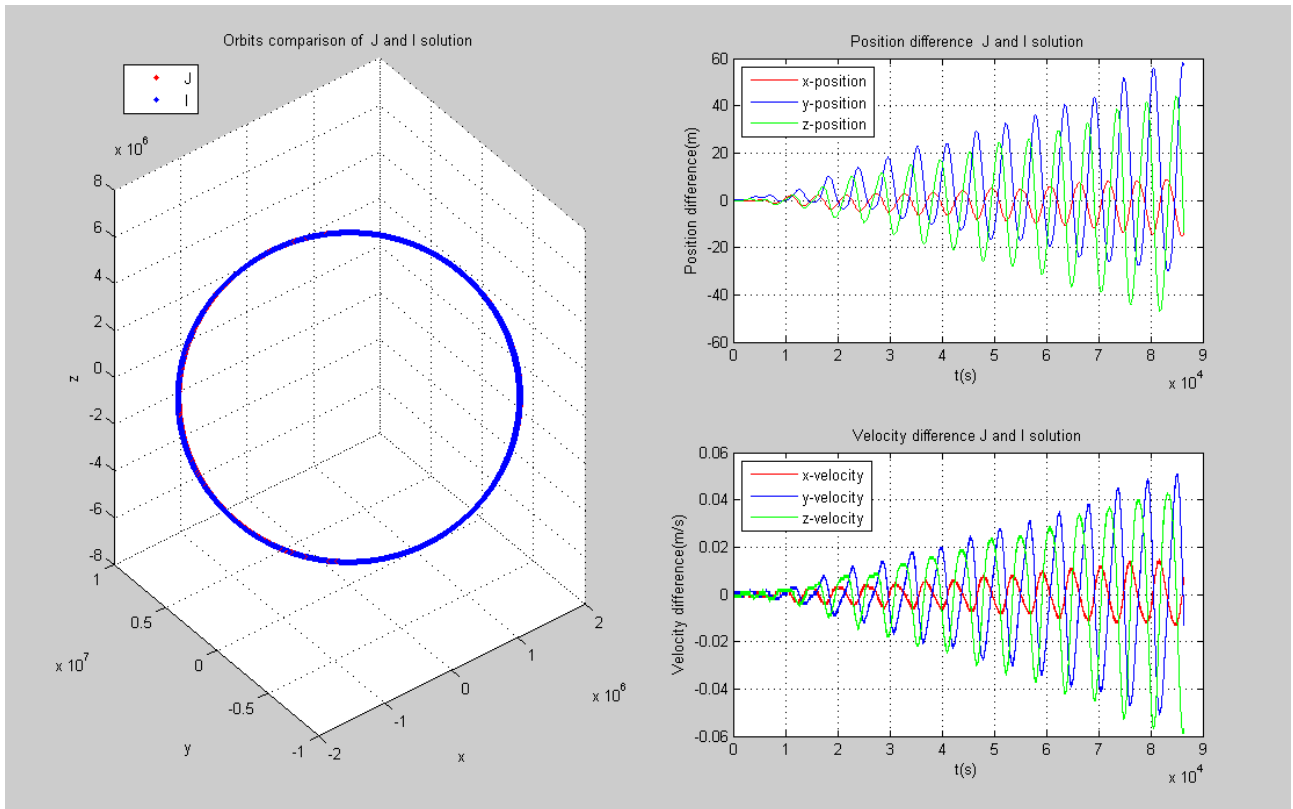 Orbits comparison of J and I solution
J
I
x 10^6
8
6
4
2
0
-2
-4
-6
-8
z
1
0.5
0
-0.5
-1
x 10^7
y
-2
-1
0
1
2
x 10^6
x
Position difference J and I solution
x-position
y-position
z-position
60
40
20
0
-20
-40
-60
Position difference(m)
0 1 2 3 4 5 6 7 8 9
t(s)
x 10^4
Velocity difference J and I solution
x-velocity
y-velocity
z-velocity
0.06
0.04
0.02
0
-0.02
-0.04
-0.06
Velocity difference(m/s)
0 1 2 3 4 5 6 7 8 9
t(s)
x 10^4